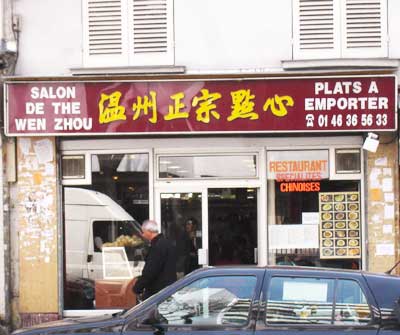 SALON
DE THE
WEN ZHOU
温州正宗點心
PLATS A
EMPORTER
☎ 01 46 36 56 33
RESTAURANT
SPECIALITES
CHINOISES